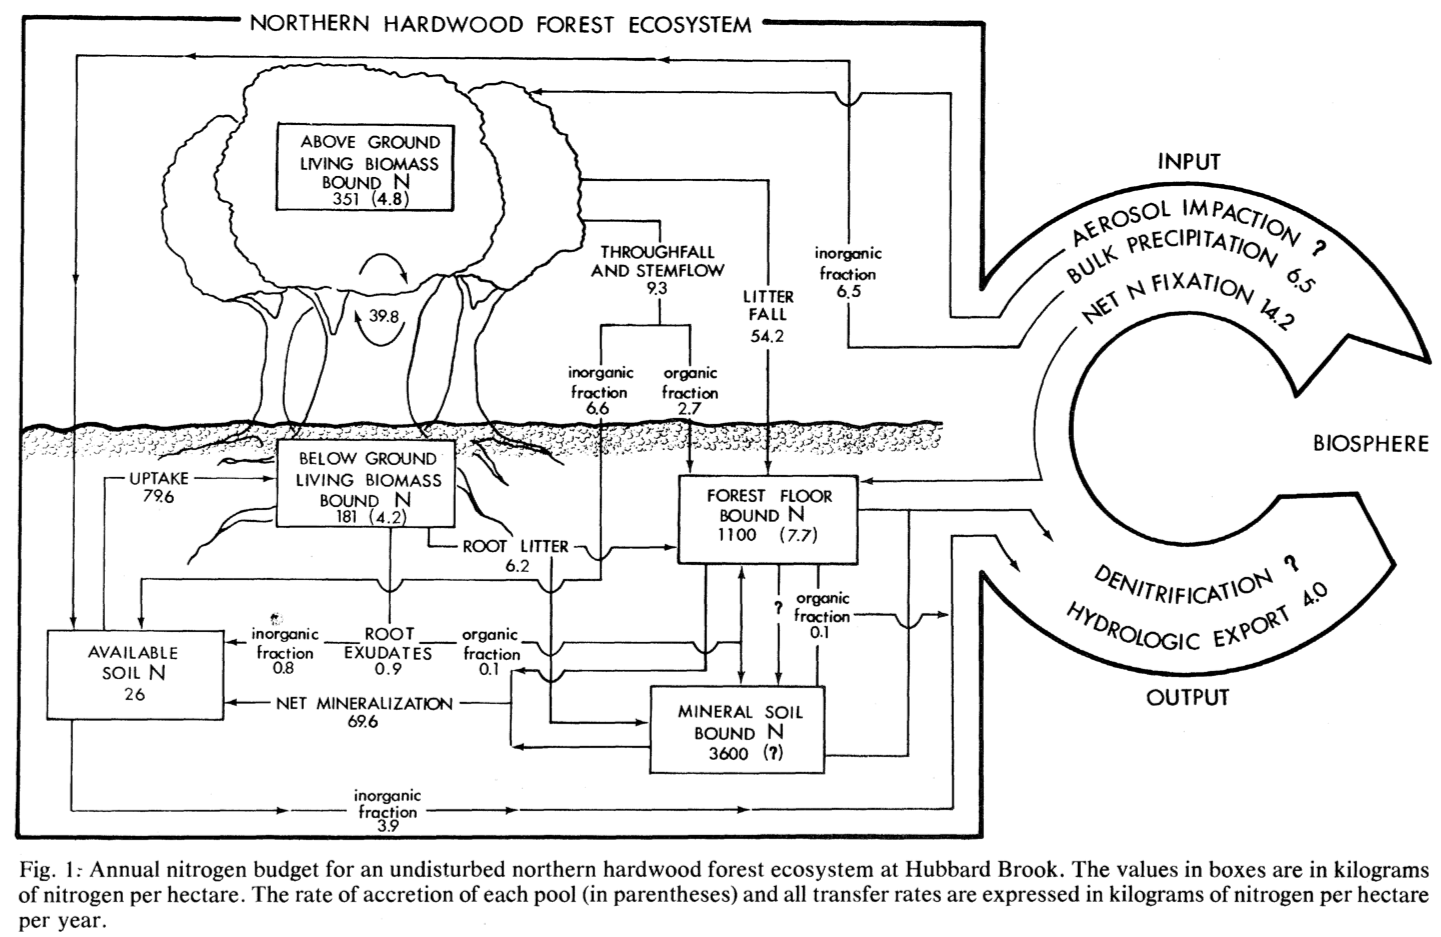 NORTHERN HARDWOOD FOREST ECOSYSTEM
ABOVE GROUND
LIVING BIOMASS
BOUND N
351 (4.8)
39.8
THROUGHFALL
AND STEMFLOW
9.3
LITTER
FALL
54.2
inorganic
fraction
6.5
inorganic
fraction
6.6
organic
fraction
2.7
INPUT
AEROSOL IMPACTION ?
BULK PRECIPITATION 6.5
NET N FIXATION 14.2
BIOSPHERE
BELOW GROUND
LIVING BIOMASS
BOUND N
181 (4.2)
UPTAKE
79.6
FOREST FLOOR
BOUND N
1100 (7.7)
ROOT LITTER
6.2
?
organic
fraction
0.1
DENITRIFICATION ?
HYDROLOGIC EXPORT 4.0
OUTPUT
AVAILABLE
SOIL N
26
inorganic
fraction
0.8
ROOT
EXUDATES
0.9
organic
fraction
0.1
NET MINERALIZATION
69.6
MINERAL SOIL
BOUND N
3600 (?)
inorganic
fraction
3.9
Fig. 1: Annual nitrogen budget for an undisturbed northern hardwood forest ecosystem at Hubbard Brook. The values in boxes are in kilograms
of nitrogen per hectare. The rate of accretion of each pool (in parentheses) and all transfer rates are expressed in kilograms of nitrogen per hectare
per year.